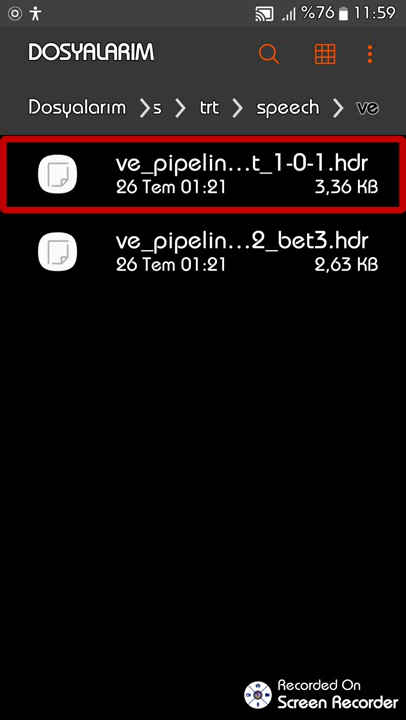 %76 11:59
DOSYALARIM
Dosyalarım > s > trt > speech > ve
ve_pipelin...t_1-0-1.hdr
26 Tem 01:21 3,36 KB
ve_pipelin...2_bet3.hdr
26 Tem 01:21 2,63 KB
Recorded On
Screen Recorder